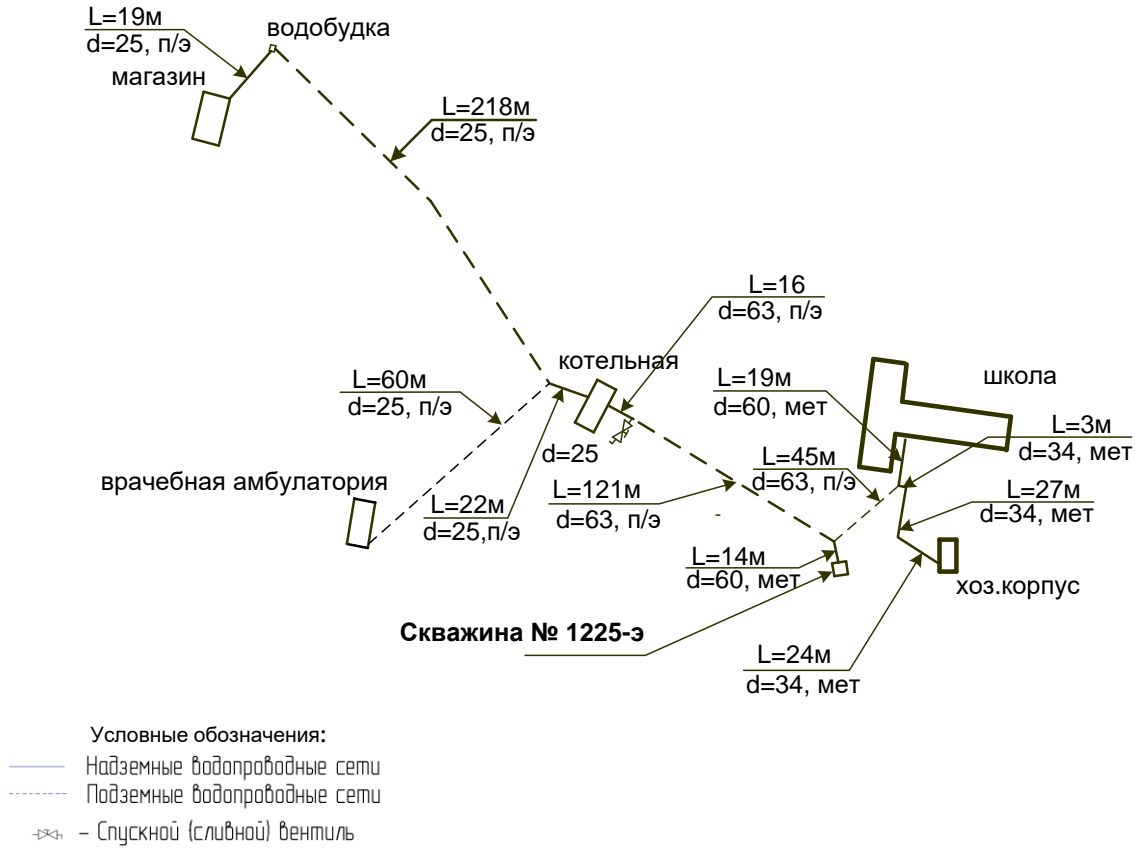 L=19м
d=25, п/э
водобудка
магазин
L=218м
d=25, п/э
L=16
d=63, п/э
котельная
L=60м
d=25, п/э
L=19м
d=60, мет
школа
L=3м
d=34, мет
d=25
L=45м
d=63, п/э
врачебная амбулатория
L=22м
d=25,п/э
L=121м
d=63, п/э
L=27м
d=34, мет
L=14м
d=60, мет
хоз.корпус
Скважина № 1225-э
L=24м
d=34, мет
Условные обозначения:
Надземные водопроводные сети
Подземные водопроводные сети
– Спускной (сливной) вентиль